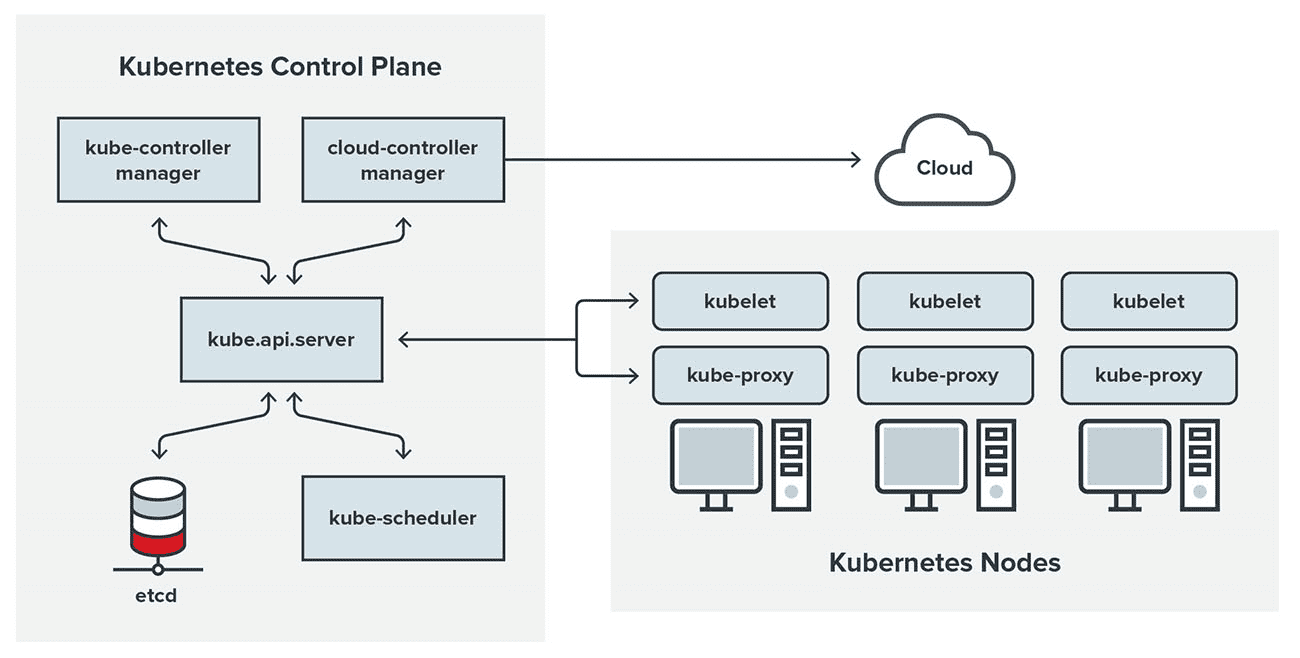 Kubernetes Control Plane
kube-controller
manager
cloud-controller
manager
Cloud
kube.api.server
kubelet
kubelet
kubelet
kube-proxy
kube-proxy
kube-proxy
etcd
kube-scheduler
Kubernetes Nodes